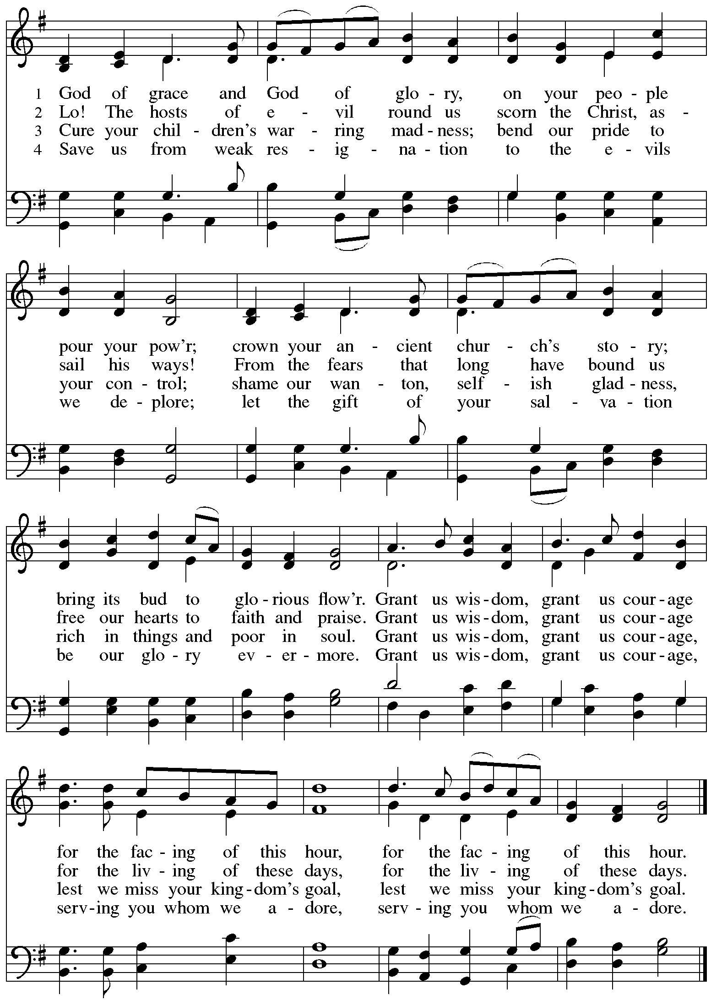 1 God of grace and God of glo - ry, on your peo - ple
2 Lo! The hosts of e - vil round us scorn the Christ, as -
3 Cure your chil - dren's war - ring mad - ness; bend our pride to
4 Save us from weak res - ig - na - tion to the e - vils
pour your pow'r; crown your an - cient chur - ch's sto - ry;
sail his ways! From the fears that long have bound us
your con - trol; shame our wan - ton, self - ish glad - ness,
we de - plore; let the gift of your sal - va - tion
bring its bud to glo - rious flow'r. Grant us wis - dom, grant us cour - age
free our hearts to faith and praise. Grant us wis - dom, grant us cour - age
rich in things and poor in soul. Grant us wis - dom, grant us cour - age,
be our glo - ry ev - er - more. Grant us wis - dom, grant us cour - age,
for the fac - ing of this hour, for the fac - ing of this hour.
for the liv - ing of these days, for the liv - ing of these days.
lest we miss your king - dom's goal, lest we miss your king - dom's goal.
serv - ing you whom we a - dore, serv - ing you whom we a - dore.